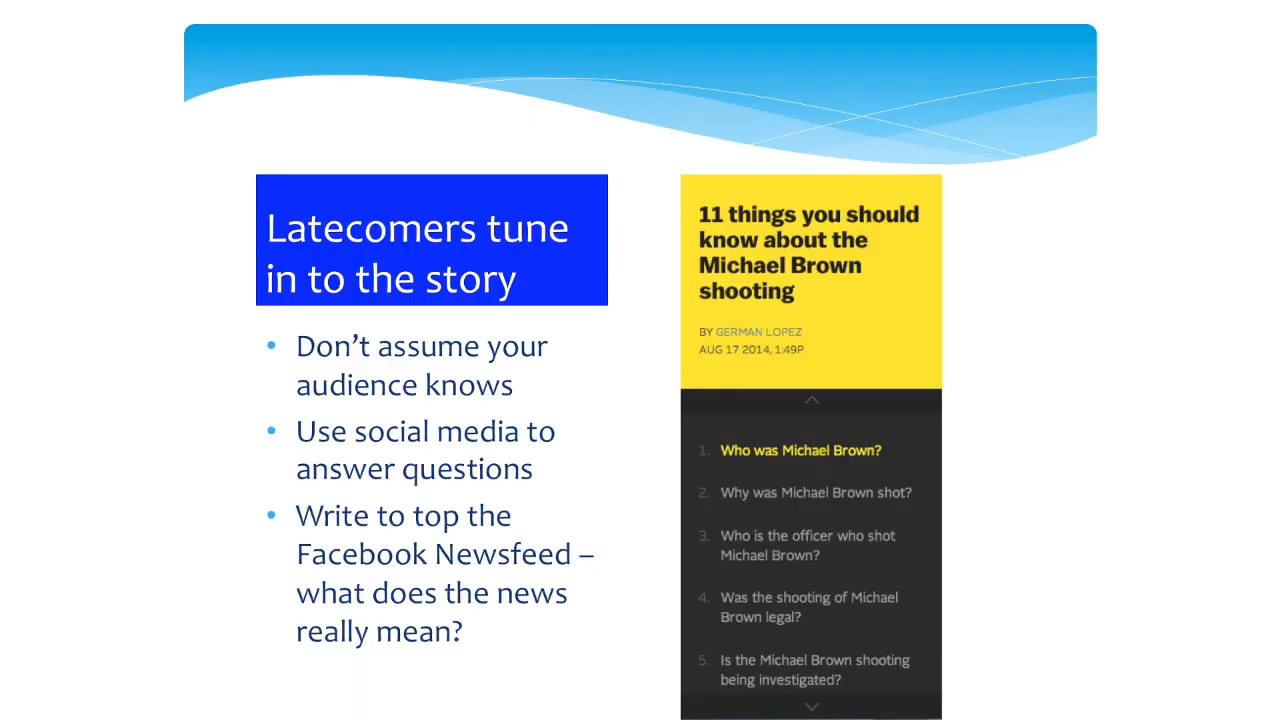 Latecomers tune
in to the story
• Don’t assume your
audience knows
• Use social media to
answer questions
• Write to top the
Facebook Newsfeed –
what does the news
really mean?
11 things you should
know about the
Michael Brown
shooting
BY GERMAN LOPEZ
AUG 17 2014, 1:49P
1. Who was Michael Brown?
2. Why was Michael Brown shot?
3. Who is the officer who shot
Michael Brown?
4. Was the shooting of Michael
Brown legal?
5. Is the Michael Brown shooting
being investigated?